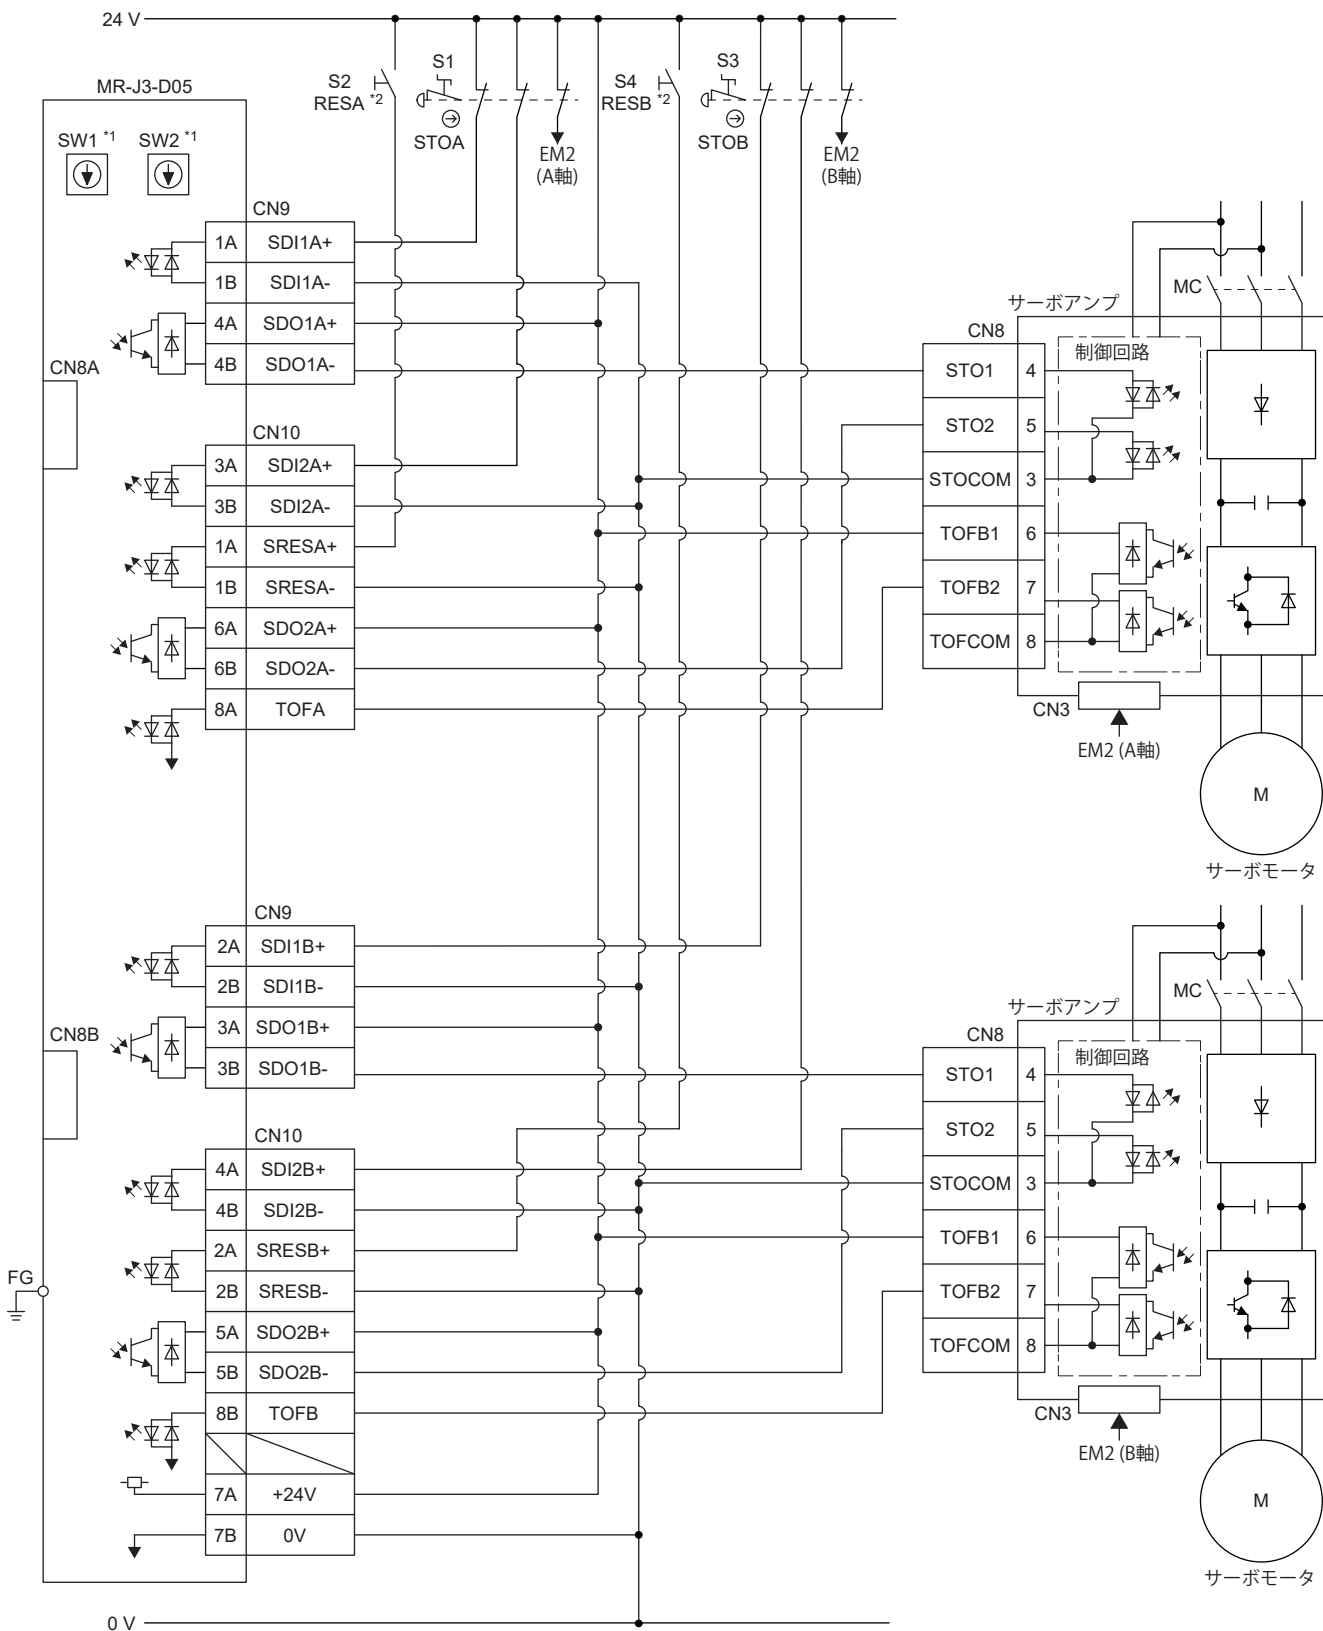 24 V
MR-J3-D05
SW1 *1
SW2 *1
S2
RESA *2
S1
STOA
EM2
(A軸)
S4
RESB *2
S3
STOB
EM2
(B軸)
CN8A
CN9
1A SDI1A+
1B SDI1A-
4A SDO1A+
4B SDO1A-
CN10
3A SDI2A+
3B SDI2A-
1A SRESA+
1B SRESA-
6A SDO2A+
6B SDO2A-
8A TOFA
MC
サーボアンプ
CN8
制御回路
STO1 4
STO2 5
STOCOM 3
TOFB1 6
TOFB2 7
TOFCOM 8
CN3
EM2 (A軸)
M
サーボモータ
CN8B
CN9
2A SDI1B+
2B SDI1B-
3A SDO1B+
3B SDO1B-
CN10
4A SDI2B+
4B SDI2B-
2A SRESB+
2B SRESB-
5A SDO2B+
5B SDO2B-
8B TOFB
7A +24V
7B 0V
FG
MC
サーボアンプ
CN8
制御回路
STO1 4
STO2 5
STOCOM 3
TOFB1 6
TOFB2 7
TOFCOM 8
CN3
EM2 (B軸)
M
サーボモータ
0 V